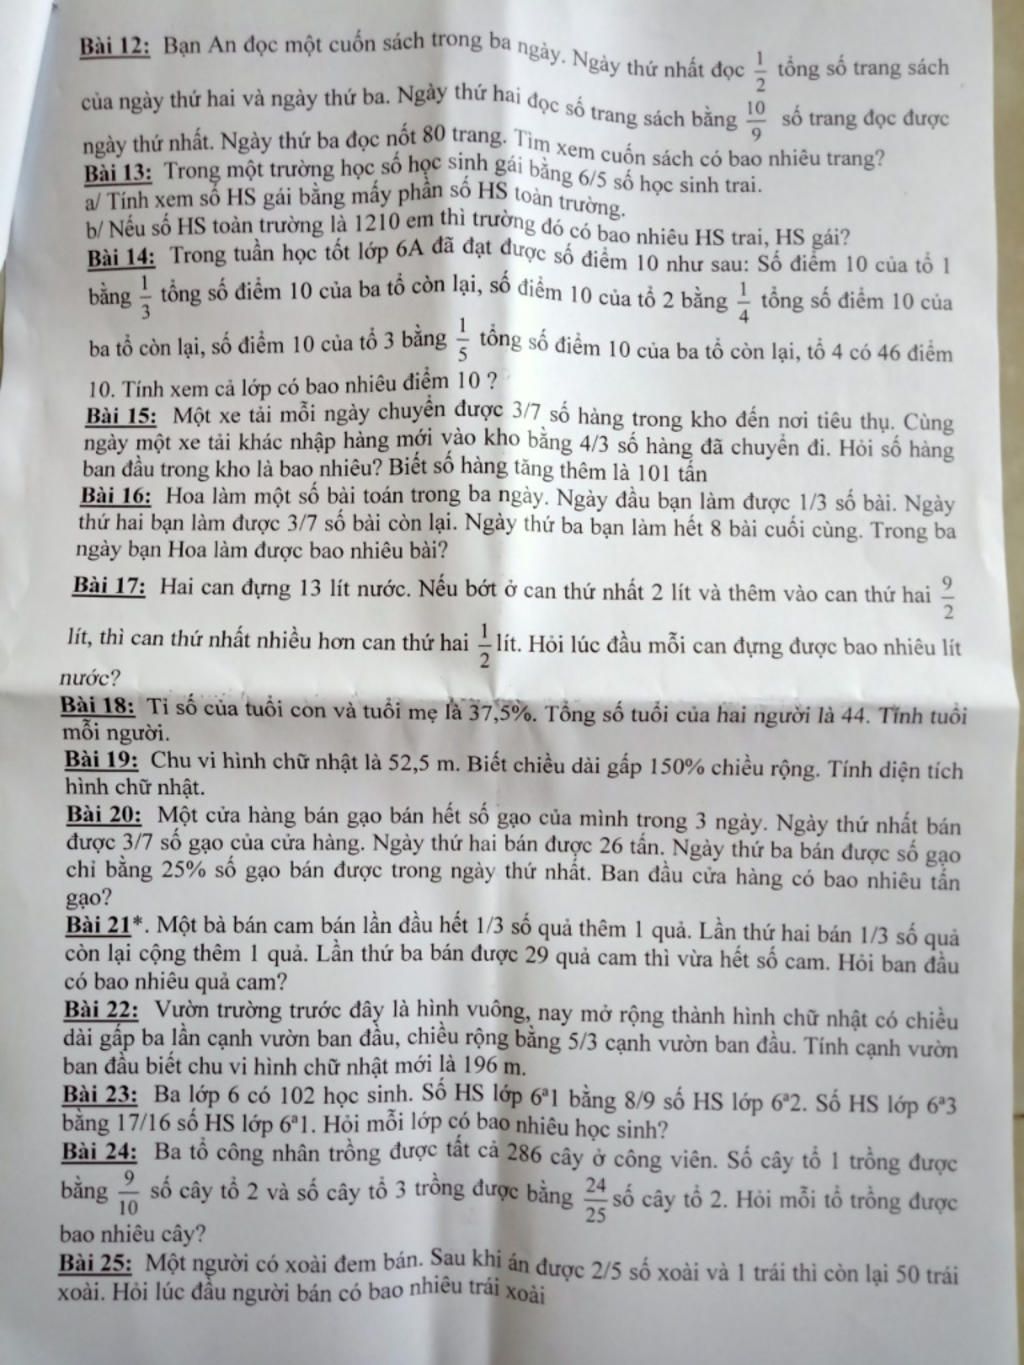 Bài 12: Bạn An đọc một cuốn sách trong ba ngày. Ngày thứ nhất đọc 1/2 tổng số trang sách
của ngày thứ hai và ngày thứ ba. Ngày thứ hai đọc số trang sách bằng 10/9 số trang đọc được
ngày thứ nhất. Ngày thứ ba đọc nốt 80 trang. Tìm xem cuốn sách có bao nhiêu trang?
Bài 13: Trong một trường học số học sinh gái bằng 6/5 số học sinh trai.
a/ Tính xem số HS gái bằng mấy phần số HS toàn trường.
b/ Nếu số HS toàn trường là 1210 em thì trường đó có bao nhiêu HS trai, HS gái?
Bài 14: Trong tuần học tốt lớp 6A đã đạt được số điểm 10 như sau: Số điểm 10 của tổ 1
bằng 1/3 tổng số điểm 10 của ba tổ còn lại, số điểm 10 của tổ 2 bằng 1/4 tổng số điểm 10 của
ba tổ còn lại, số điểm 10 của tổ 3 bằng 1/5 tổng số điểm 10 của ba tổ còn lại, tổ 4 có 46 điểm
10. Tính xem cả lớp có bao nhiêu điểm 10 ?
Bài 15: Một xe tải mỗi ngày chuyển được 3/7 số hàng trong kho đến nơi tiêu thụ. Cùng
ngày một xe tải khác nhập hàng mới vào kho bằng 4/3 số hàng đã chuyển đi. Hỏi số hàng
ban đầu trong kho là bao nhiêu? Biết số hàng tăng thêm là 101 tấn
Bài 16: Hoa làm một số bài toán trong ba ngày. Ngày đầu bạn làm được 1/3 số bài. Ngày
thứ hai bạn làm được 3/7 số bài còn lại. Ngày thứ ba bạn làm hết 8 bài cuối cùng. Trong ba
ngày bạn Hoa làm được bao nhiêu bài?
Bài 17: Hai can đựng 13 lít nước. Nếu bớt ở can thứ nhất 2 lít và thêm vào can thứ hai 9/2
lít, thì can thứ nhất nhiều hơn can thứ hai 1/2 lít. Hỏi lúc đầu mỗi can đựng được bao nhiêu lít
nước?
Bài 18: Tỉ số của tuổi con và tuổi mẹ là 37,5%. Tổng số tuổi của hai người là 44. Tính tuổi
mỗi người.
Bài 19: Chu vi hình chữ nhật là 52,5 m. Biết chiều dài gấp 150% chiều rộng. Tính diện tích
hình chữ nhật.
Bài 20: Một cửa hàng bán gạo bán hết số gạo của mình trong 3 ngày. Ngày thứ nhất bán
được 3/7 số gạo của cửa hàng. Ngày thứ hai bán được 26 tấn. Ngày thứ ba bán được số gạo
chỉ bằng 25% số gạo bán được trong ngày thứ nhất. Ban đầu cửa hàng có bao nhiêu tấn
gạo?
Bài 21*. Một bà bán cam bán lần đầu hết 1/3 số quả thêm 1 quả. Lần thứ hai bán 1/3 số quả
còn lại cộng thêm 1 quả. Lần thứ ba bán được 29 quả cam thì vừa hết số cam. Hỏi ban đầu
có bao nhiêu quả cam?
Bài 22: Vườn trường trước đây là hình vuông, nay mở rộng thành hình chữ nhật có chiều
dài gấp ba lần cạnh vườn ban đầu, chiều rộng bằng 5/3 cạnh vườn ban đầu. Tính cạnh vườn
ban đầu biết chu vi hình chữ nhật mới là 196 m.
Bài 23: Ba lớp 6 có 102 học sinh. Số HS lớp 6ª1 bằng 8/9 số HS lớp 6ª2. Số HS lớp 6ª3
bằng 17/16 số HS lớp 6ª1. Hỏi mỗi lớp có bao nhiêu học sinh?
Bài 24: Ba tổ công nhân trồng được tất cả 286 cây ở công viên. Số cây tổ 1 trồng được
bằng 9/10 số cây tổ 2 và số cây tổ 3 trồng được bằng 24/25 số cây tổ 2. Hỏi mỗi tổ trồng được
bao nhiêu cây?
Bài 25: Một người có xoài đem bán. Sau khi án được 2/5 số xoài và 1 trái thì còn lại 50 trái
xoài. Hỏi lúc đầu người bán có bao nhiêu trái xoài